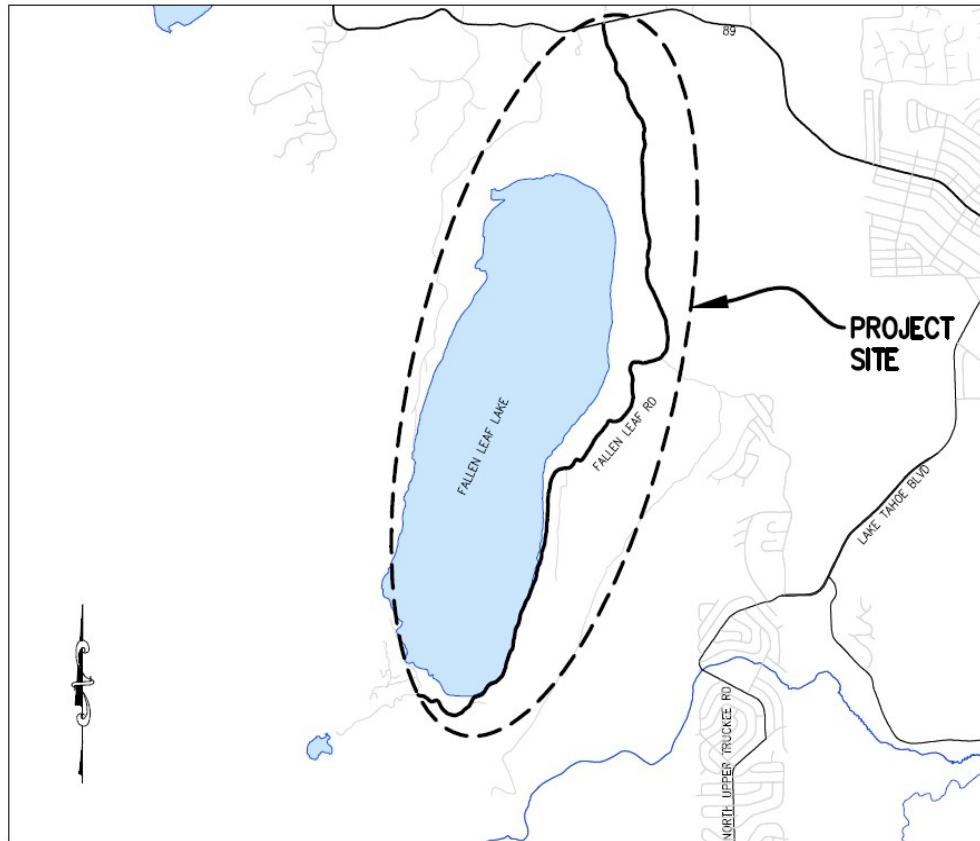 89
PROJECT
SITE
FALLEN LEAF LAKE
FALLEN LEAF RD
LAKE TAHOE BLVD
NORTH UPPER TRUCKEE RD